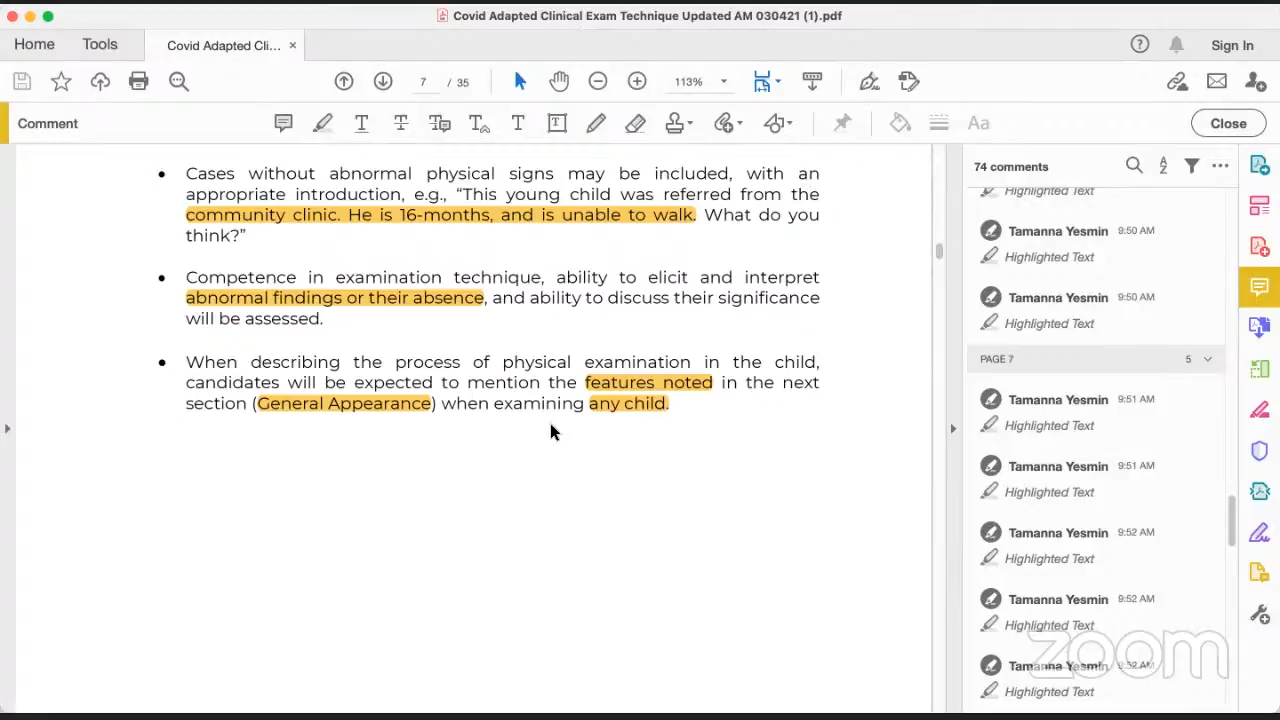 Covid Adapted Clinical Exam Technique Updated AM 030421 (1).pdf
Home Tools Covid Adapted Cli... × ? Sign In
7 / 35 113%
Comment Aa Close
Cases without abnormal physical signs may be included, with an
appropriate introduction, e.g., “This young child was referred from the
community clinic. He is 16-months, and is unable to walk. What do you
think?”
Competence in examination technique, ability to elicit and interpret
abnormal findings or their absence, and ability to discuss their significance
will be assessed.
When describing the process of physical examination in the child,
candidates will be expected to mention the features noted in the next
section (General Appearance) when examining any child.
74 comments
Highlighted Text
Tamanna Yesmin 9:50 AM
Highlighted Text
Tamanna Yesmin 9:50 AM
Highlighted Text
PAGE 7 5
Tamanna Yesmin 9:51 AM
Highlighted Text
Tamanna Yesmin 9:51 AM
Highlighted Text
Tamanna Yesmin 9:52 AM
Highlighted Text
Tamanna Yesmin 9:52 AM
Highlighted Text
Tamanna Yesmin 9:52 AM
Highlighted Text
zoom